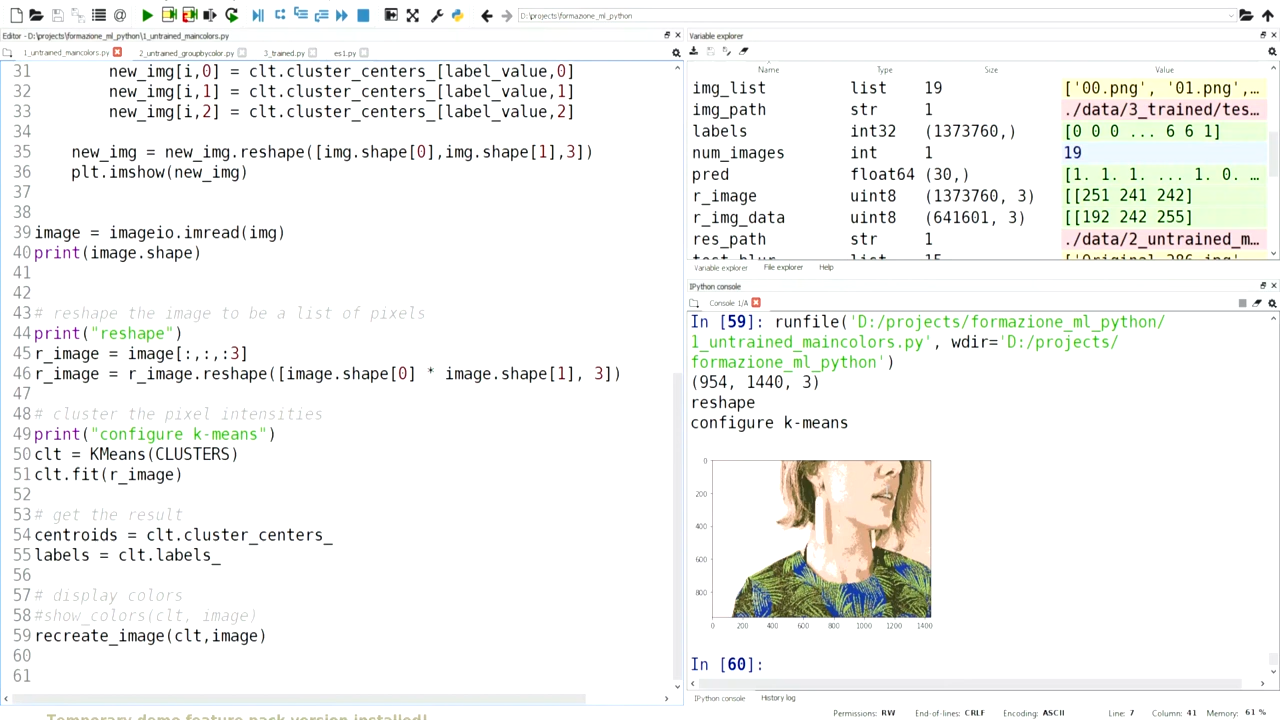 D:\projects\formazione_ml_python
Editor - D:\projects\formazione_ml_python\1_untrained_maincolors.py
1_untrained_maincolors.py 2_untrained_groupbycolor.py 3_trained.py es1.py
31 new_img[i,0] = clt.cluster_centers_[label_value,0]
32 new_img[i,1] = clt.cluster_centers_[label_value,1]
33 new_img[i,2] = clt.cluster_centers_[label_value,2]
34
35 new_img = new_img.reshape([img.shape[0],img.shape[1],3])
36 plt.imshow(new_img)
37
38
39 image = imageio.imread(img)
40 print(image.shape)
41
42
43 # reshape the image to be a list of pixels
44 print("reshape")
45 r_image = image[:,:,:3]
46 r_image = r_image.reshape([image.shape[0] * image.shape[1], 3])
47
48 # cluster the pixel intensities
49 print("configure k-means")
50 clt = KMeans(CLUSTERS)
51 clt.fit(r_image)
52
53 # get the result
54 centroids = clt.cluster_centers_
55 labels = clt.labels_
56
57 # display colors
58 #show_colors(clt, image)
59 recreate_image(clt,image)
60
61
Temporary demo feature pack version installed!
Variable explorer
Name Type Size Value
img_list list 19 ['00.png', '01.png',…
img_path str 1 ./data/3_trained/tes…
labels int32 (1373760,) [0 0 0 ... 6 6 1]
num_images int 1 19
pred float64 (30,) [1. 1. 1. ... 1. 0. …
r_image uint8 (1373760, 3) [[251 241 242]
r_img_data uint8 (641601, 3) [[192 242 255]
res_path str 1 ./data/2_untrained_m…
test_blur list 15 ['Original_286.jpg'
Variable explorer File explorer Help
IPython console
Console 1/A
In [59]: runfile('D:/projects/formazione_ml_python/
1_untrained_maincolors.py', wdir='D:/projects/
formazione_ml_python')
(954, 1440, 3)
reshape
configure k-means
0
200
400
600
800
0 200 400 600 800 1000 1200 1400
In [60]:
IPython console History log
Permissions: RW End-of-lines: CRLF Encoding: ASCII Line: 7 Column: 41 Memory: 61 %